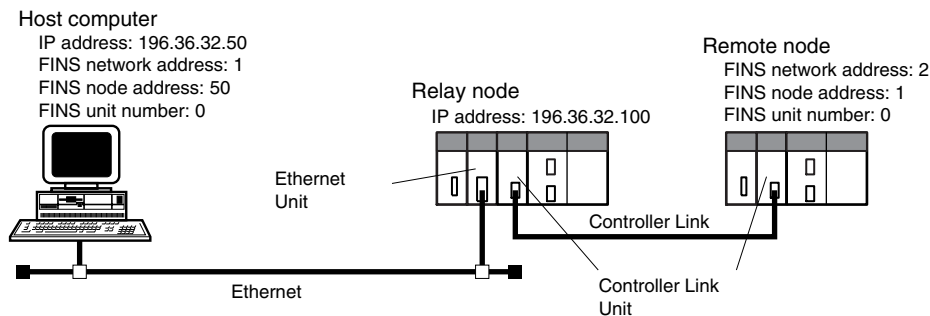 Host computer
IP address: 196.36.32.50
FINS network address: 1
FINS node address: 50
FINS unit number: 0
Relay node
IP address: 196.36.32.100
Remote node
FINS network address: 2
FINS node address: 1
FINS unit number: 0
Ethernet
Unit
Controller Link
Ethernet
Controller Link
Unit